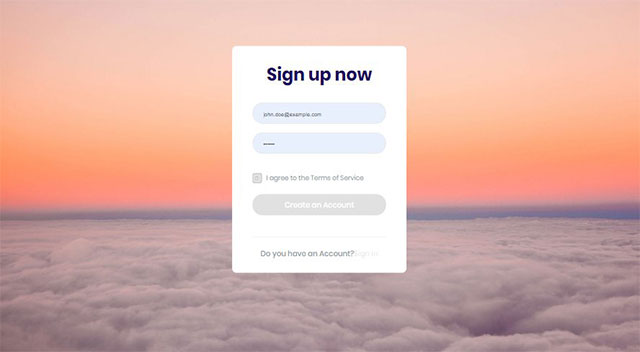 Sign up now
john.doe@example.com
I agree to the Terms of Service
Create an Account
Do you have an Account? Sign in